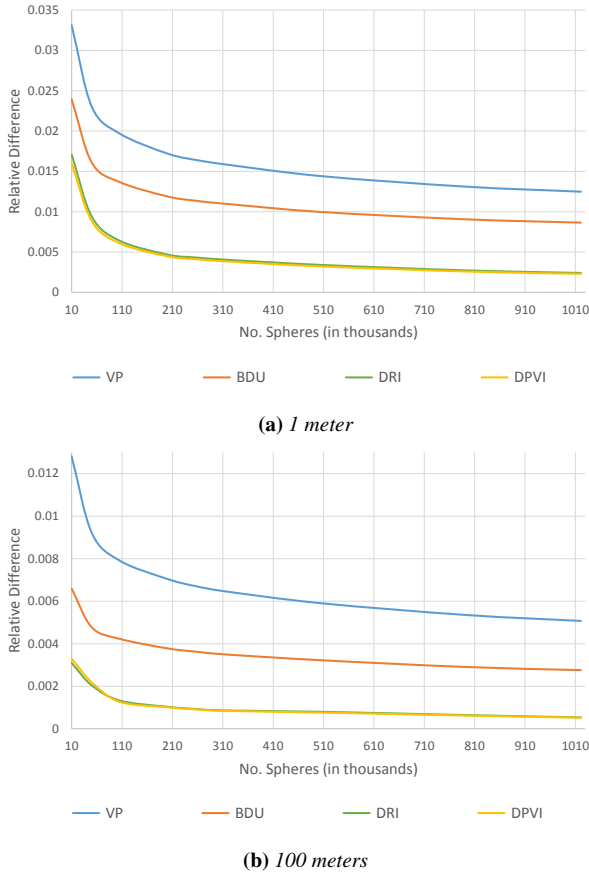 0.035
0.03
0.025
0.02
0.015
0.01
0.005
0
Relative Difference
10 110 210 310 410 510 610 710 810 910 1010
No. Spheres (in thousands)
VP BDU DRI DPVI
(a) 1 meter
0.012
0.01
0.008
0.006
0.004
0.002
0
Relative Difference
10 110 210 310 410 510 610 710 810 910 1010
No. Spheres (in thousands)
VP BDU DRI DPVI
(b) 100 meters